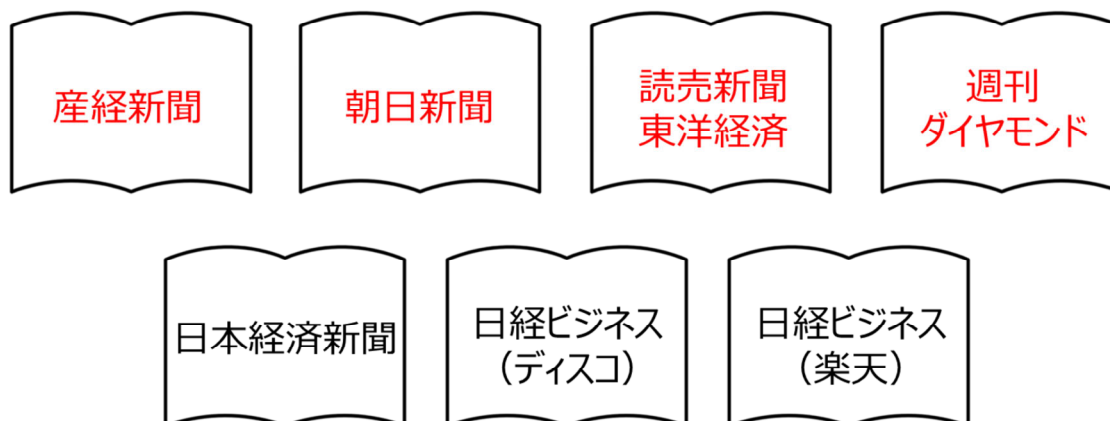 産経新聞
朝日新聞
読売新聞
東洋経済
週刊
ダイヤモンド
日本経済新聞
日経ビジネス
（ディスコ）
日経ビジネス
（楽天）